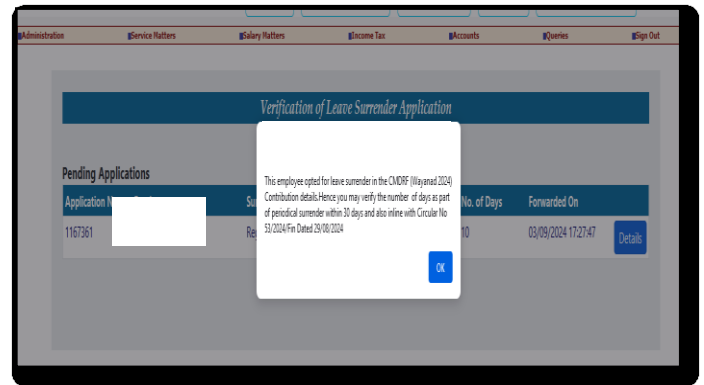 Administration Service Matters Salary Matters Income Tax Accounts Queries Sign Out
Verification of Leave Surrender Application
This employee opted for leave surrender in the CMDRF (Wayanad 2024)
Contribution details.Hence you may verify the number of days as part
of periodical surrender within 30 days and also inline with Circular No
53/2024/Fin Dated 29/08/2024
OK
Pending Applications
Application No. of Days Forwarded On
1167361 10 03/09/2024 17:27:47 Details